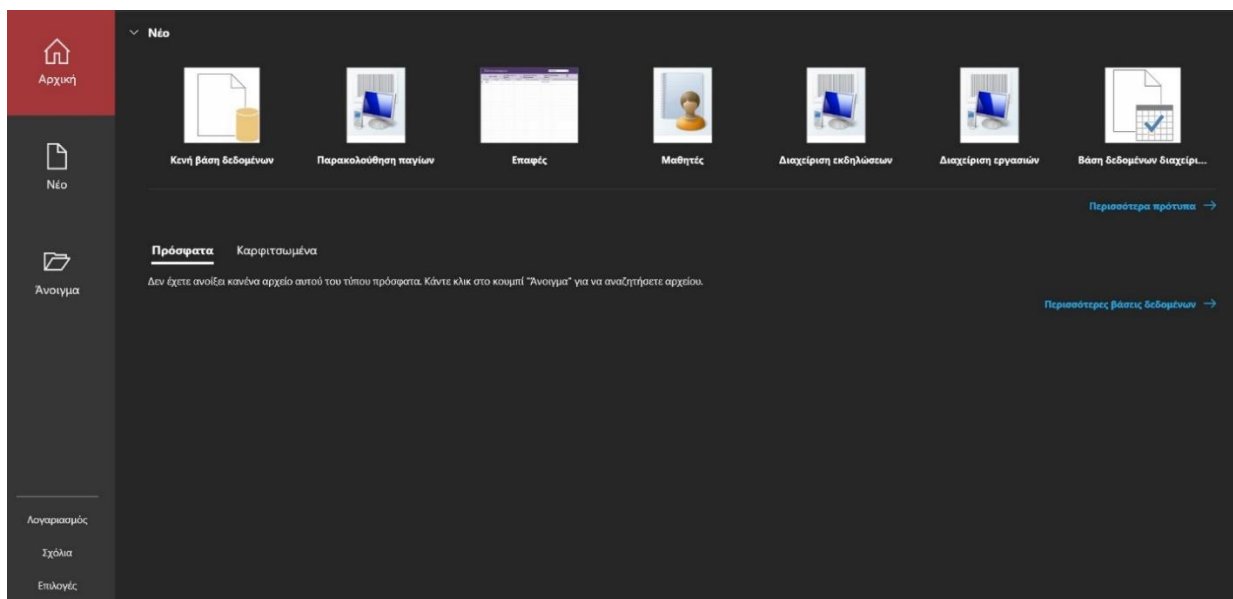 Αρχική
Νέο
Άνοιγμα
Λογαριασμός
Σχόλια
Επιλογές
Νέο
Κενή βάση δεδομένων
Παρακολούθηση παγίων
Επαφές
Μαθητές
Διαχείριση εκδηλώσεων
Διαχείριση εργασιών
Βάση δεδομένων διαχείρι...
Περισσότερα πρότυπα
Πρόσφατα Καρφιτσωμένα
Δεν έχετε ανοίξει κανένα αρχείο αυτού του τύπου πρόσφατα. Κάντε κλικ στο κουμπί "Άνοιγμα" για να αναζητήσετε αρχείου.
Περισσότερες βάσεις δεδομένων